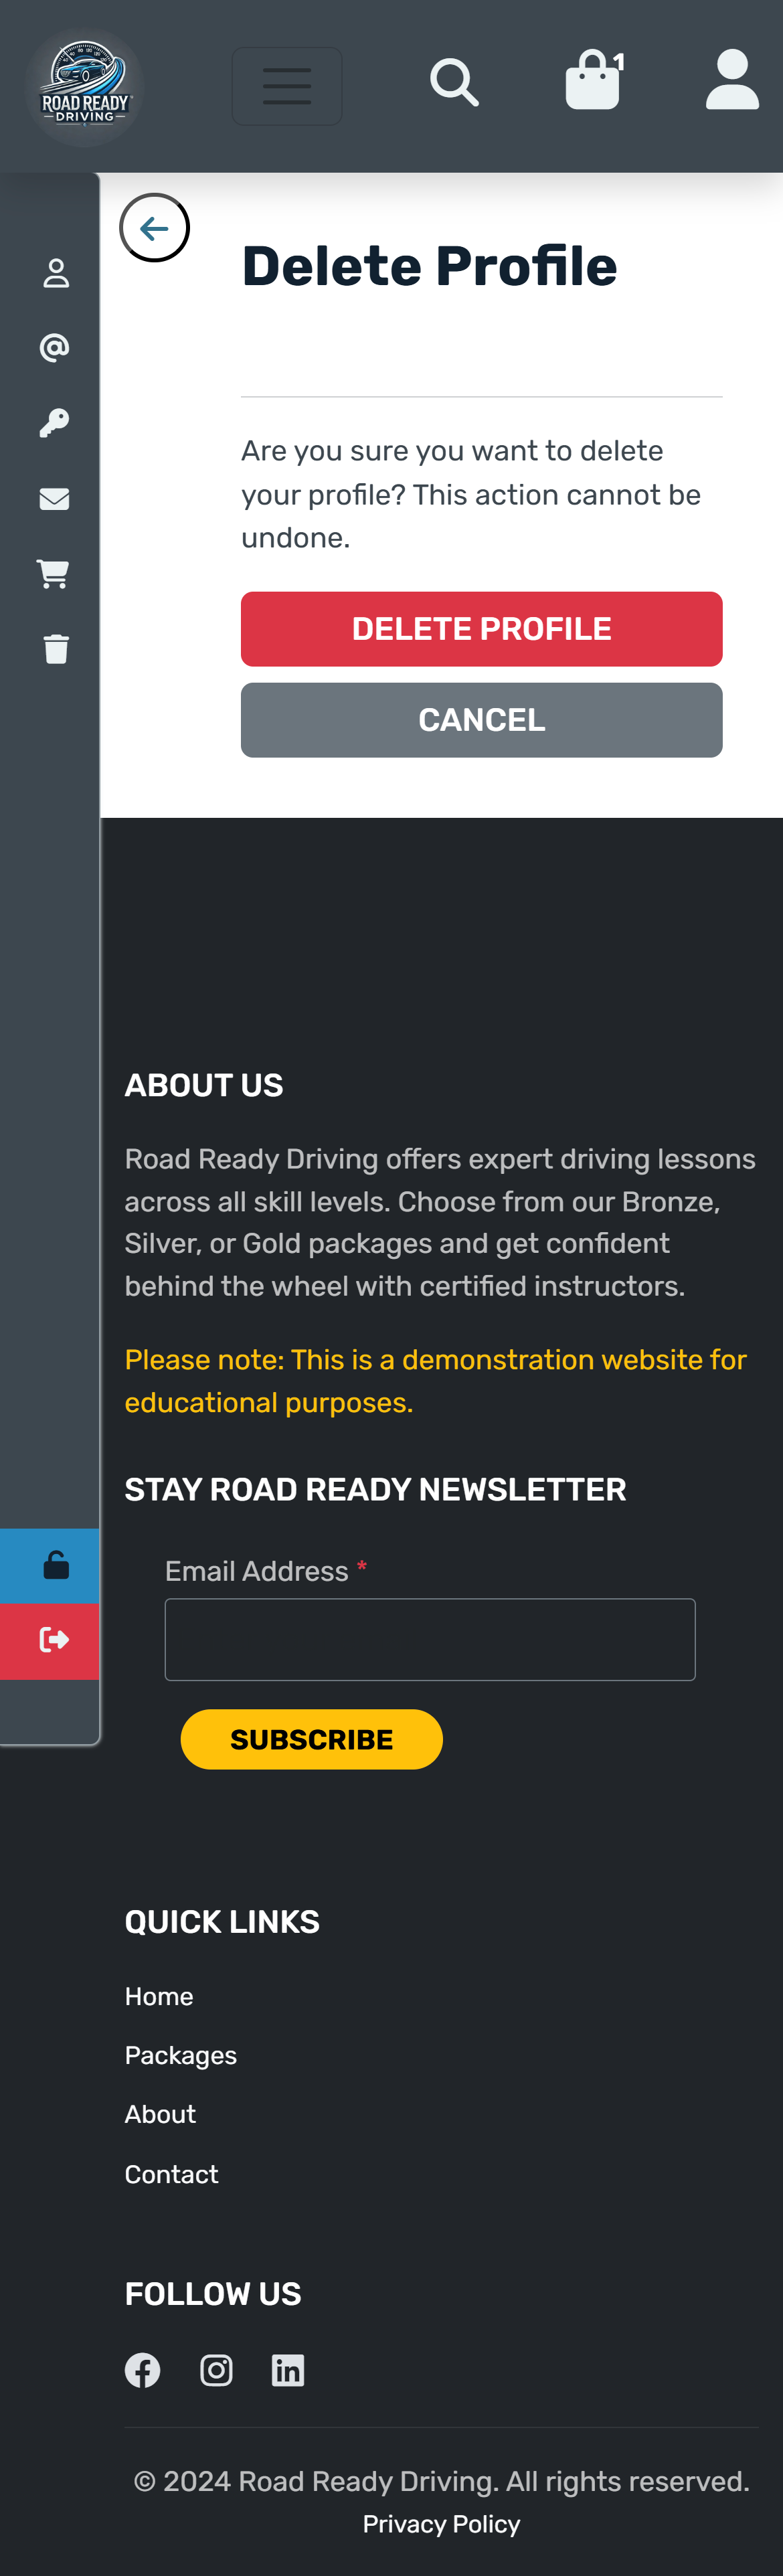 ROAD READY
DRIVING
1
Delete Profile
Are you sure you want to delete
your profile? This action cannot be
undone.
DELETE PROFILE
CANCEL
ABOUT US
Road Ready Driving offers expert driving lessons
across all skill levels. Choose from our Bronze,
Silver, or Gold packages and get confident
behind the wheel with certified instructors.
Please note: This is a demonstration website for
educational purposes.
STAY ROAD READY NEWSLETTER
Email Address *
SUBSCRIBE
QUICK LINKS
Home
Packages
About
Contact
FOLLOW US
© 2024 Road Ready Driving. All rights reserved.
Privacy Policy